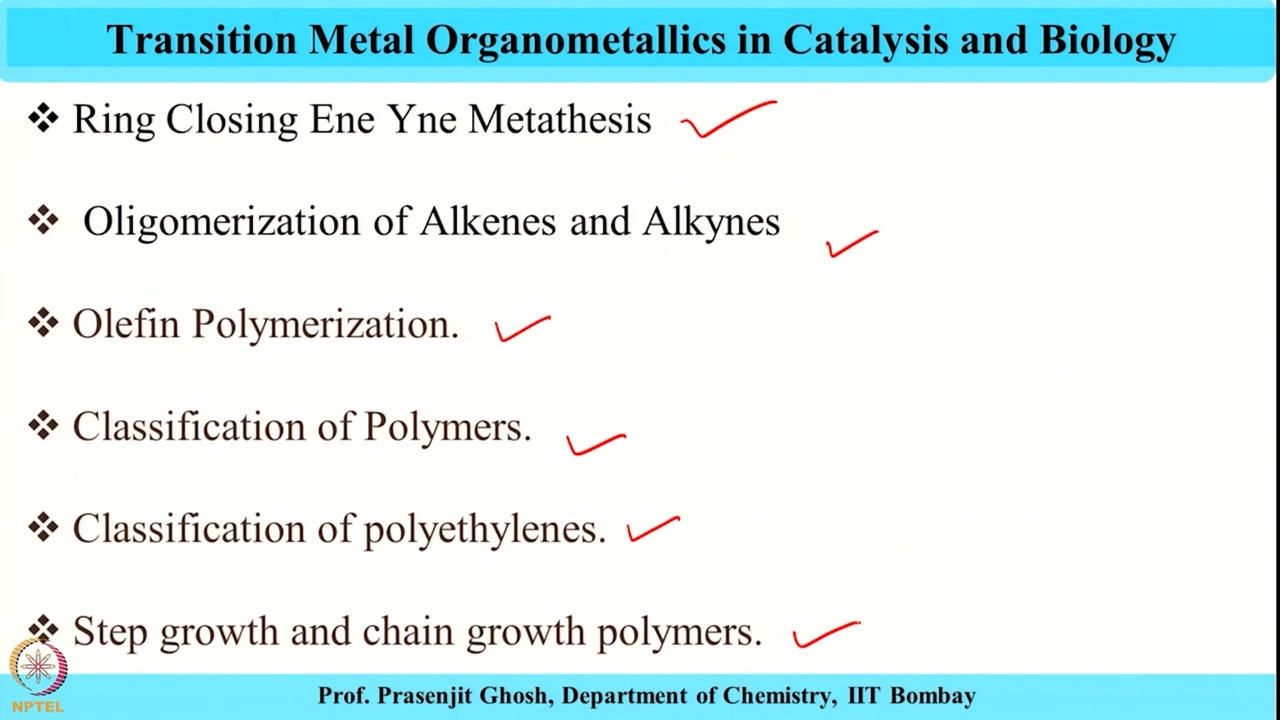 Transition Metal Organometallics in Catalysis and Biology
❖ Ring Closing Ene Yne Metathesis
❖ Oligomerization of Alkenes and Alkynes
❖ Olefin Polymerization.
❖ Classification of Polymers.
❖ Classification of polyethylenes.
❖ Step growth and chain growth polymers.
NPTEL
Prof. Prasenjit Ghosh, Department of Chemistry, IIT Bombay